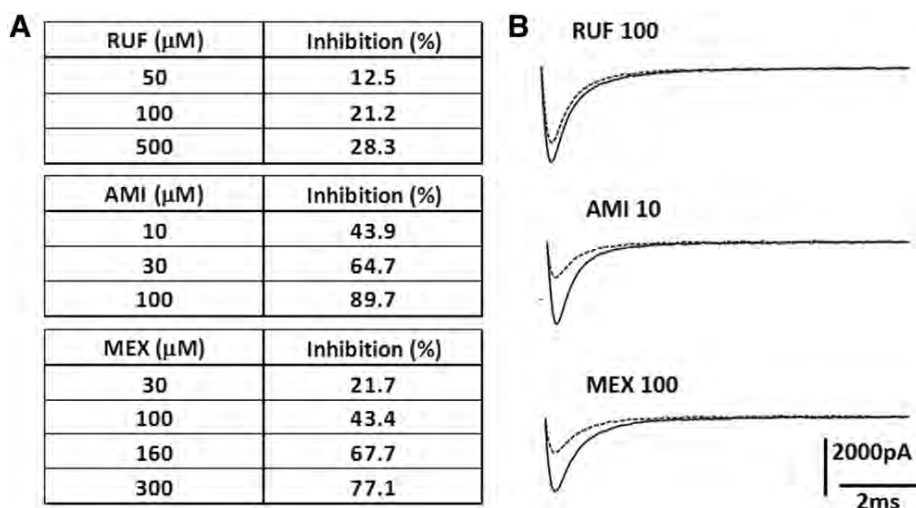 A
RUF (µM) Inhibition (%)
50 12.5
100 21.2
500 28.3
AMI (µM) Inhibition (%)
10 43.9
30 64.7
100 89.7
MEX (µM) Inhibition (%)
30 21.7
100 43.4
160 67.7
300 77.1
B
RUF 100
AMI 10
MEX 100
2000pA
2ms